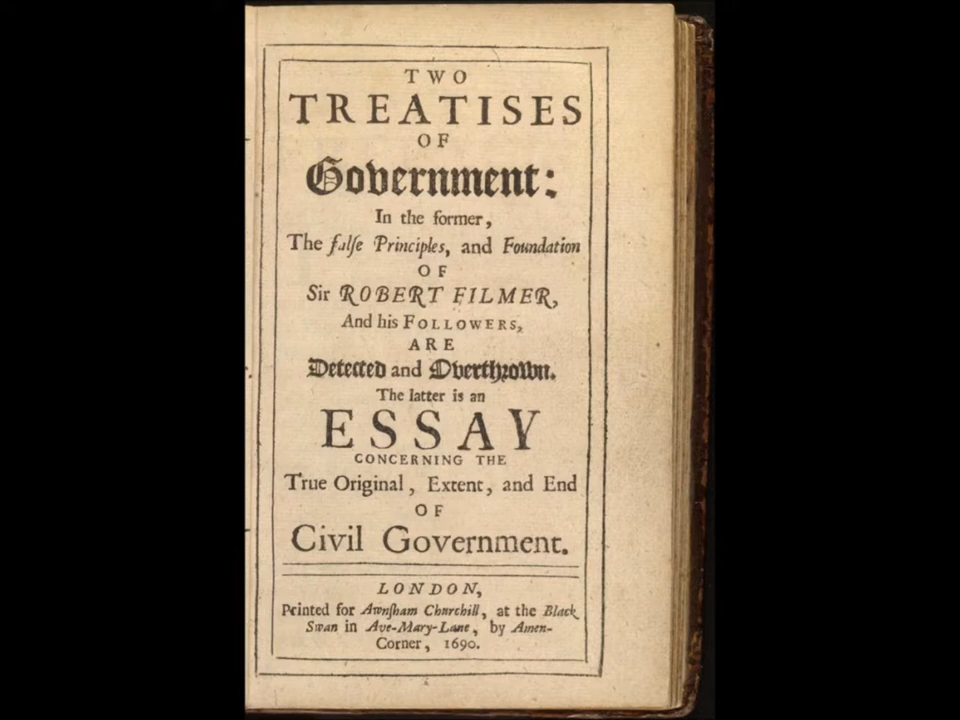 TWO
TREATISES
OF
Government:
In the former,
The falſe Principles, and Foundation
OF
Sir ROBERT FILMER,
And his FOLLOWERS,
ARE
Detected and Overthrown.
The latter is an
ESSAY
CONCERNING THE
True Original, Extent, and End
OF
Civil Government.
LONDON,
Printed for Awnſham Churchill, at the Black
Swan in Ave-Mary-Lane, by Amen-
Corner, 1690.